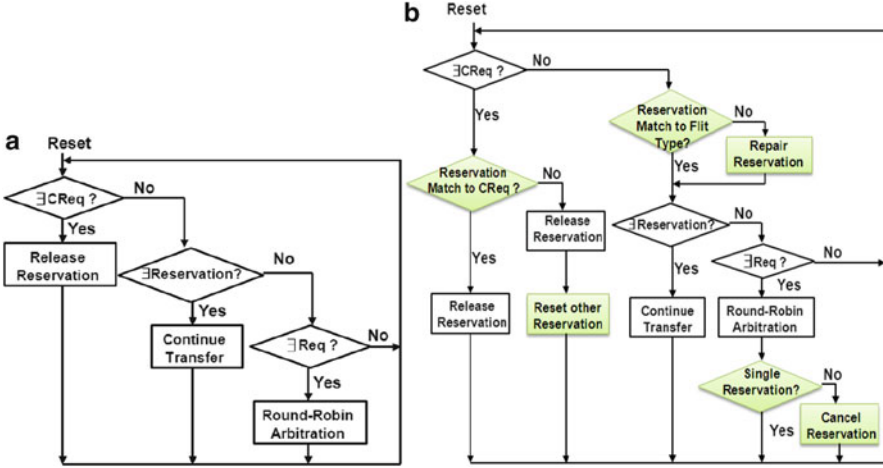 a
Reset
∃CReq ?
No
Yes
Release
Reservation
∃Reservation?
No
Yes
Continue
Transfer
∃ Req ?
No
Yes
Round-Robin
Arbitration
b
Reset
∃CReq ?
No
Yes
Reservation
Match to Flit
Type?
No
Yes
Repair
Reservation
Reservation
Match to CReq ?
No
Yes
Release
Reservation
Release
Reservation
Reset other
Reservation
∃Reservation?
No
Yes
Continue
Transfer
∃Req ?
No
Yes
Round-Robin
Arbitration
Single
Reservation?
No
Yes
Cancel
Reservation